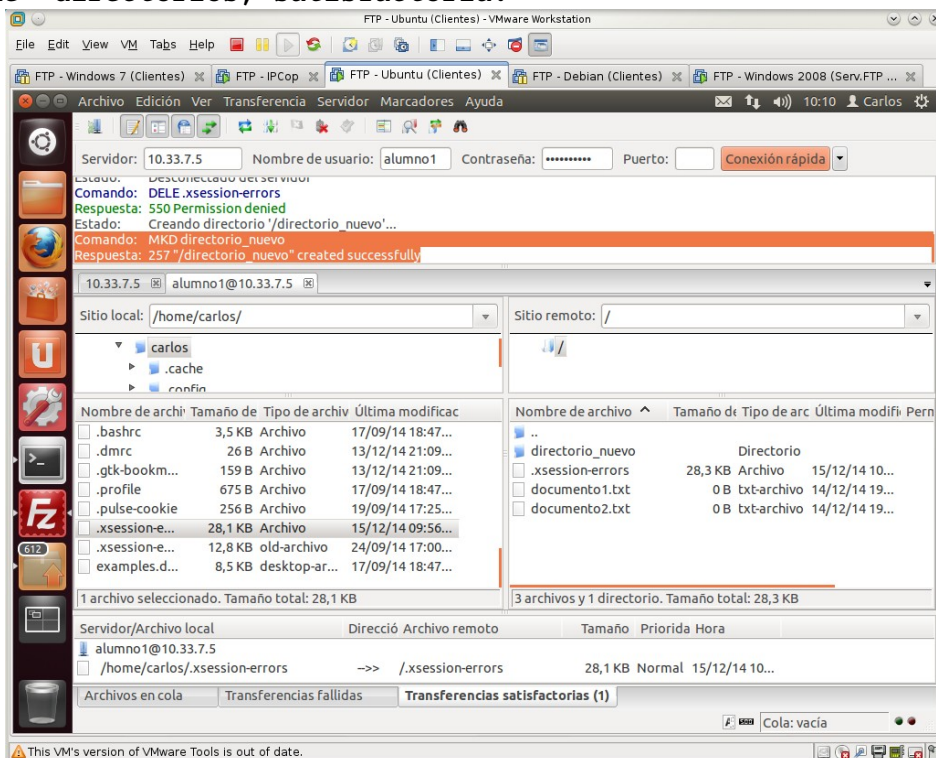 FTP - Ubuntu (Clientes) - VMware Workstation
File Edit View VM Tabs Help
FTP - Windows 7 (Clientes) FTP - IPCop FTP - Ubuntu (Clientes) FTP - Debian (Clientes) FTP - Windows 2008 (Serv.FTP ...
Archivo Edición Ver Transferencia Servidor Marcadores Ayuda 10:10 Carlos
Servidor: 10.33.7.5 Nombre de usuario: alumno1 Contraseña: •••••••••• Puerto: Conexión rápida
Estado: Desconectado del servidor
Comando: DELE .xsession-errors
Respuesta: 550 Permission denied
Estado: Creando directorio '/directorio_nuevo'...
Comando: MKD directorio_nuevo
Respuesta: 257 "/directorio_nuevo" created successfully
10.33.7.5 alumno1@10.33.7.5
Sitio local: /home/carlos/ Sitio remoto: /
carlos /
.cache
.config
Nombre de archi Tamaño de Tipo de archiv Última modificac Nombre de archivo Tamaño de Tipo de arc Última modifi Perm
.bashrc 3,5 KB Archivo 17/09/14 18:47... ..
.dmrc 26 B Archivo 13/12/14 21:09... directorio_nuevo Directorio
.gtk-bookm... 159 B Archivo 13/12/14 21:09... .xsession-errors 28,3 KB Archivo 15/12/14 10...
.profile 675 B Archivo 17/09/14 18:47... documento1.txt 0 B txt-archivo 14/12/14 19...
.pulse-cookie 256 B Archivo 19/09/14 17:25... documento2.txt 0 B txt-archivo 14/12/14 19...
.xsession-e... 28,1 KB Archivo 15/12/14 09:56...
.xsession-e... 12,8 KB old-archivo 24/09/14 17:00...
examples.d... 8,5 KB desktop-ar... 17/09/14 18:47...
1 archivo seleccionado. Tamaño total: 28,1 KB 3 archivos y 1 directorio. Tamaño total: 28,3 KB
Servidor/Archivo local Direcció Archivo remoto Tamaño Priorida Hora
alumno1@10.33.7.5
/home/carlos/.xsession-errors -->> /.xsession-errors 28,1 KB Normal 15/12/14 10...
Archivos en cola Transferencias fallidas Transferencias satisfactorias (1)
612
Cola: vacía
This VM's version of VMware Tools is out of date.